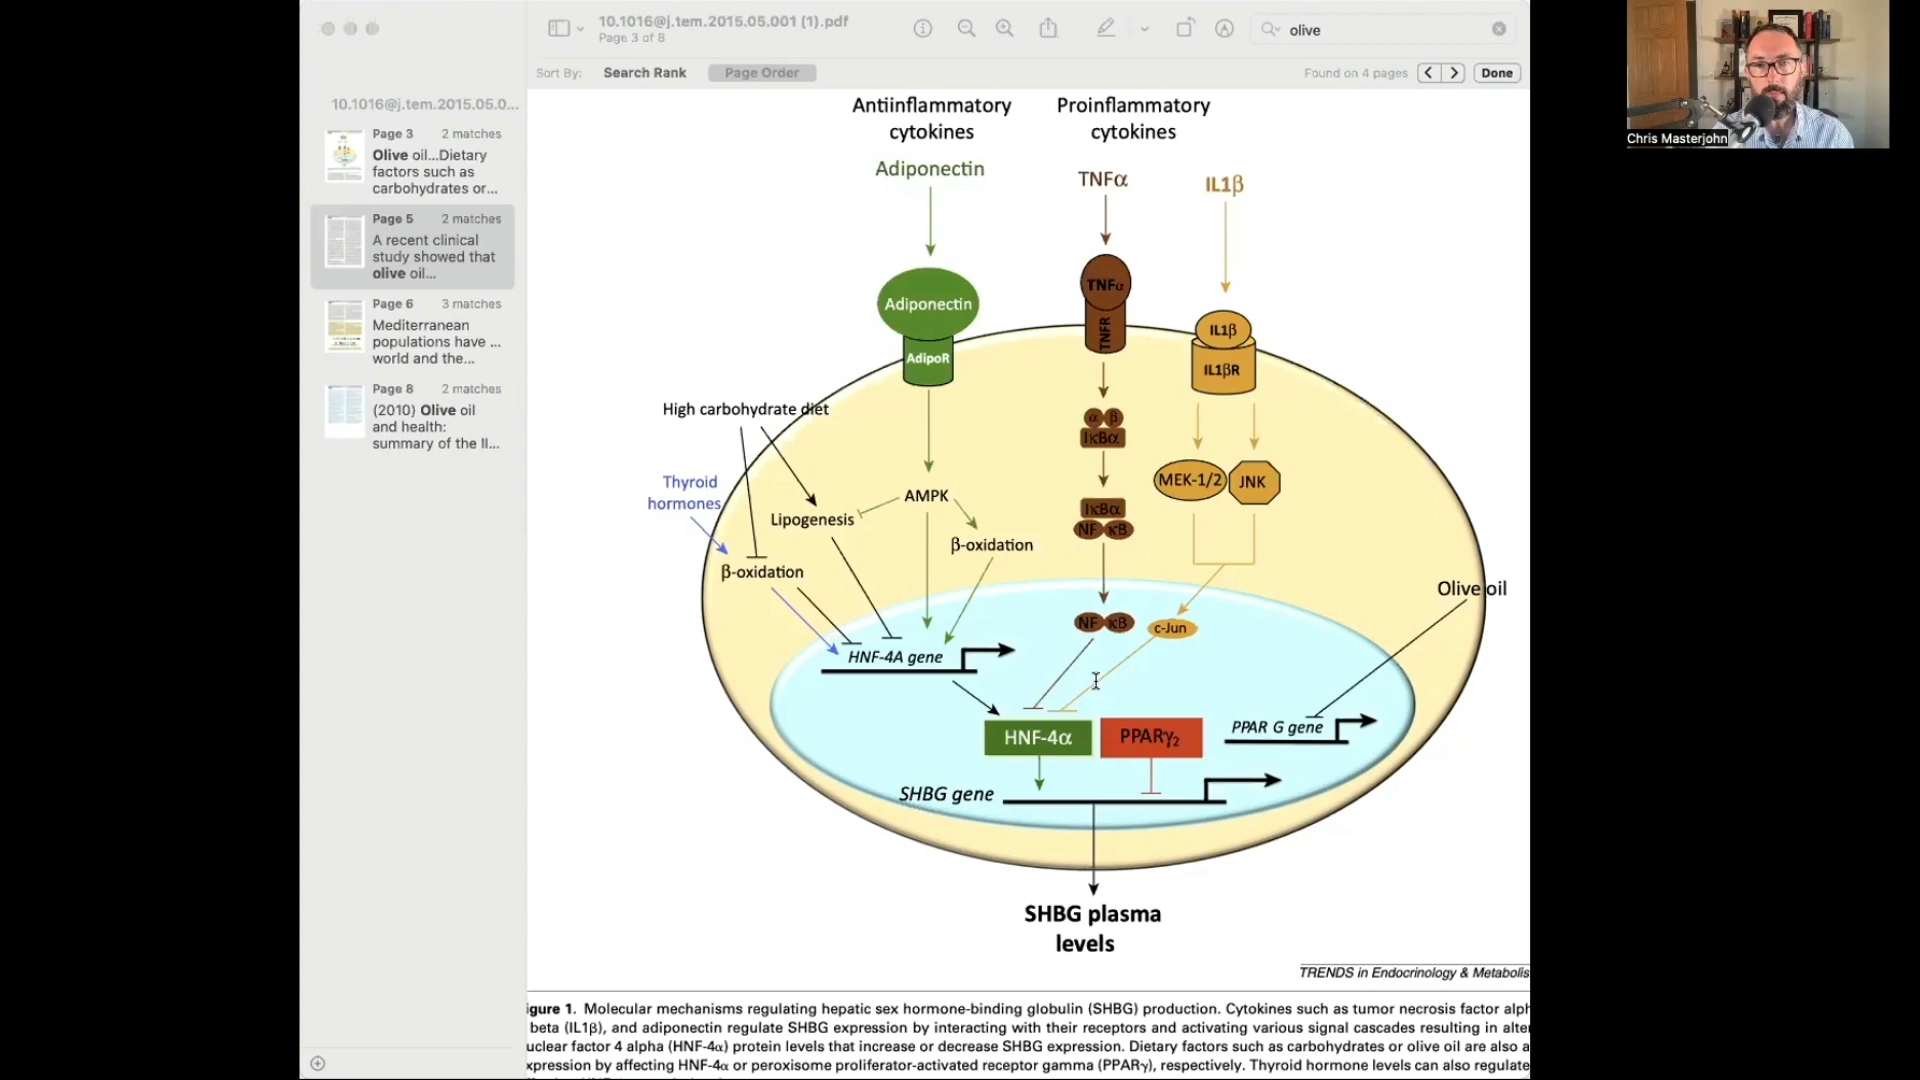 10.1016@j.tem.2015.05.001 (1).pdf
Page 3 of 8
olive
Sort By:
Search Rank
Page Order
Found on 4 pages
Done
10.1016@j.tem.2015.05.0...
Page 3
2 matches
Olive oil...Dietary
factors such as
carbohydrates or...
Page 5
2 matches
A recent clinical
study showed that
olive oil...
Page 6
3 matches
Mediterranean
populations have ...
world and the...
Page 8
2 matches
(2010) Olive oil
and health:
summary of the II...
Chris Masterjohn
Antiinflammatory
cytokines
Proinflammatory
cytokines
Adiponectin
TNFα
IL1β
Adiponectin
AdipoR
TNFα
TNFR
IL1β
IL1βR
High carbohydrate diet
α β
IκBα
Thyroid
hormones
AMPK
Lipogenesis
MEK-1/2
JNK
IκBα
NF κB
β-oxidation
β-oxidation
Olive oil
NF κB
c-Jun
HNF-4A gene
HNF-4α
PPARγ2
PPAR G gene
SHBG gene
SHBG plasma
levels
TRENDS in Endocrinology & Metabolis
igure 1. Molecular mechanisms regulating hepatic sex hormone-binding globulin (SHBG) production. Cytokines such as tumor necrosis factor alph
beta (IL1β), and adiponectin regulate SHBG expression by interacting with their receptors and activating various signal cascades resulting in alte
uclear factor 4 alpha (HNF-4α) protein levels that increase or decrease SHBG expression. Dietary factors such as carbohydrates or olive oil are also a
xpression by affecting HNF-4α or peroxisome proliferator-activated receptor gamma (PPARγ), respectively. Thyroid hormone levels can also regulate